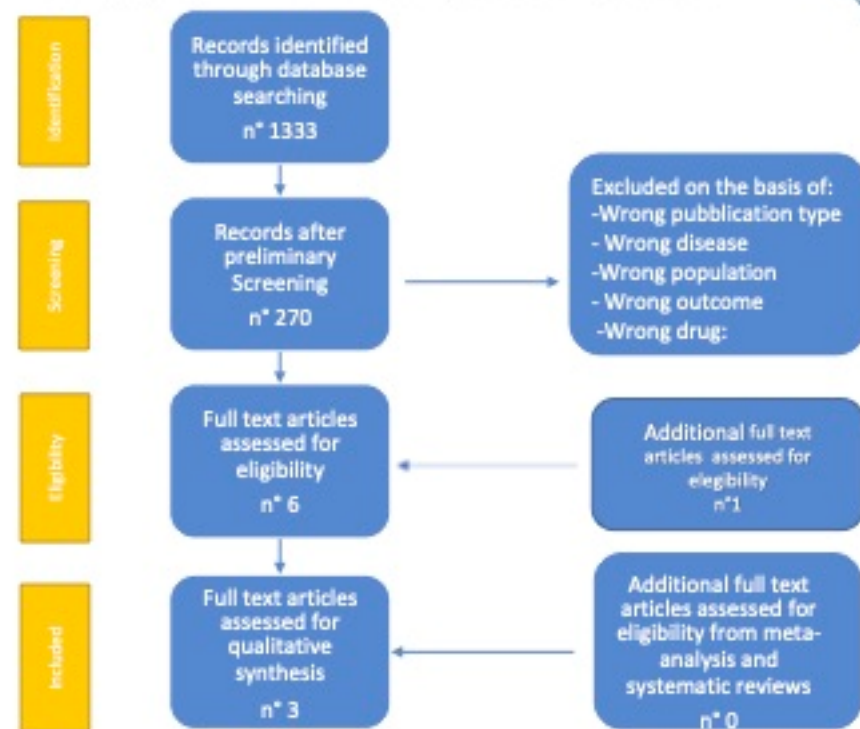 Identification
Records identified
through database
searching
n° 1333
Screening
Records after
preliminary
Screening
n° 270
Excluded on the basis of:
-Wrong pubblication type
- Wrong disease
-Wrong population
- Wrong outcome
-Wrong drug:
Eligibility
Full text articles
assessed for
eligibility
n° 6
Additional full text
articles assessed for
elegibility
n°1
Included
Full text articles
assessed for
qualitative
synthesis
n° 3
Additional full text
articles assessed for
eligibility from meta-
analysis and
systematic reviews
n° 0